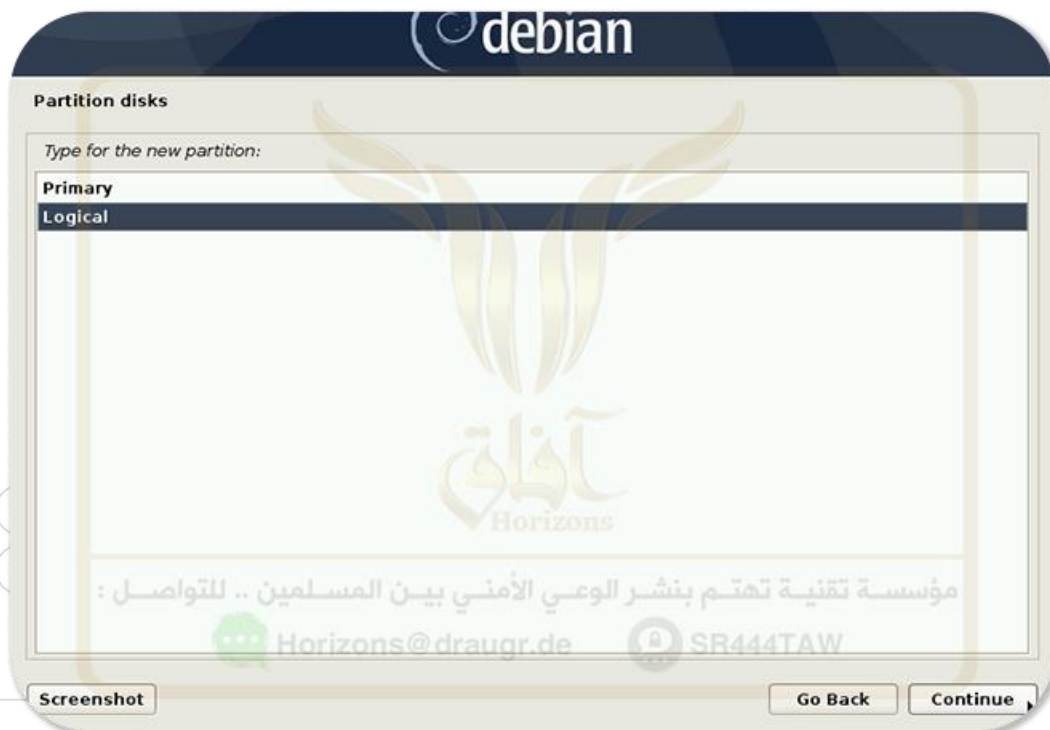 debian
Partition disks
Type for the new partition:
Primary
Logical
آفاق
Horizons
مؤسسة تقنية تهتم بنشر الوعي الأمني بين المسلمين .. للتواصل :
Horizons@draugr.de
SR444TAW
Screenshot
Go Back
Continue